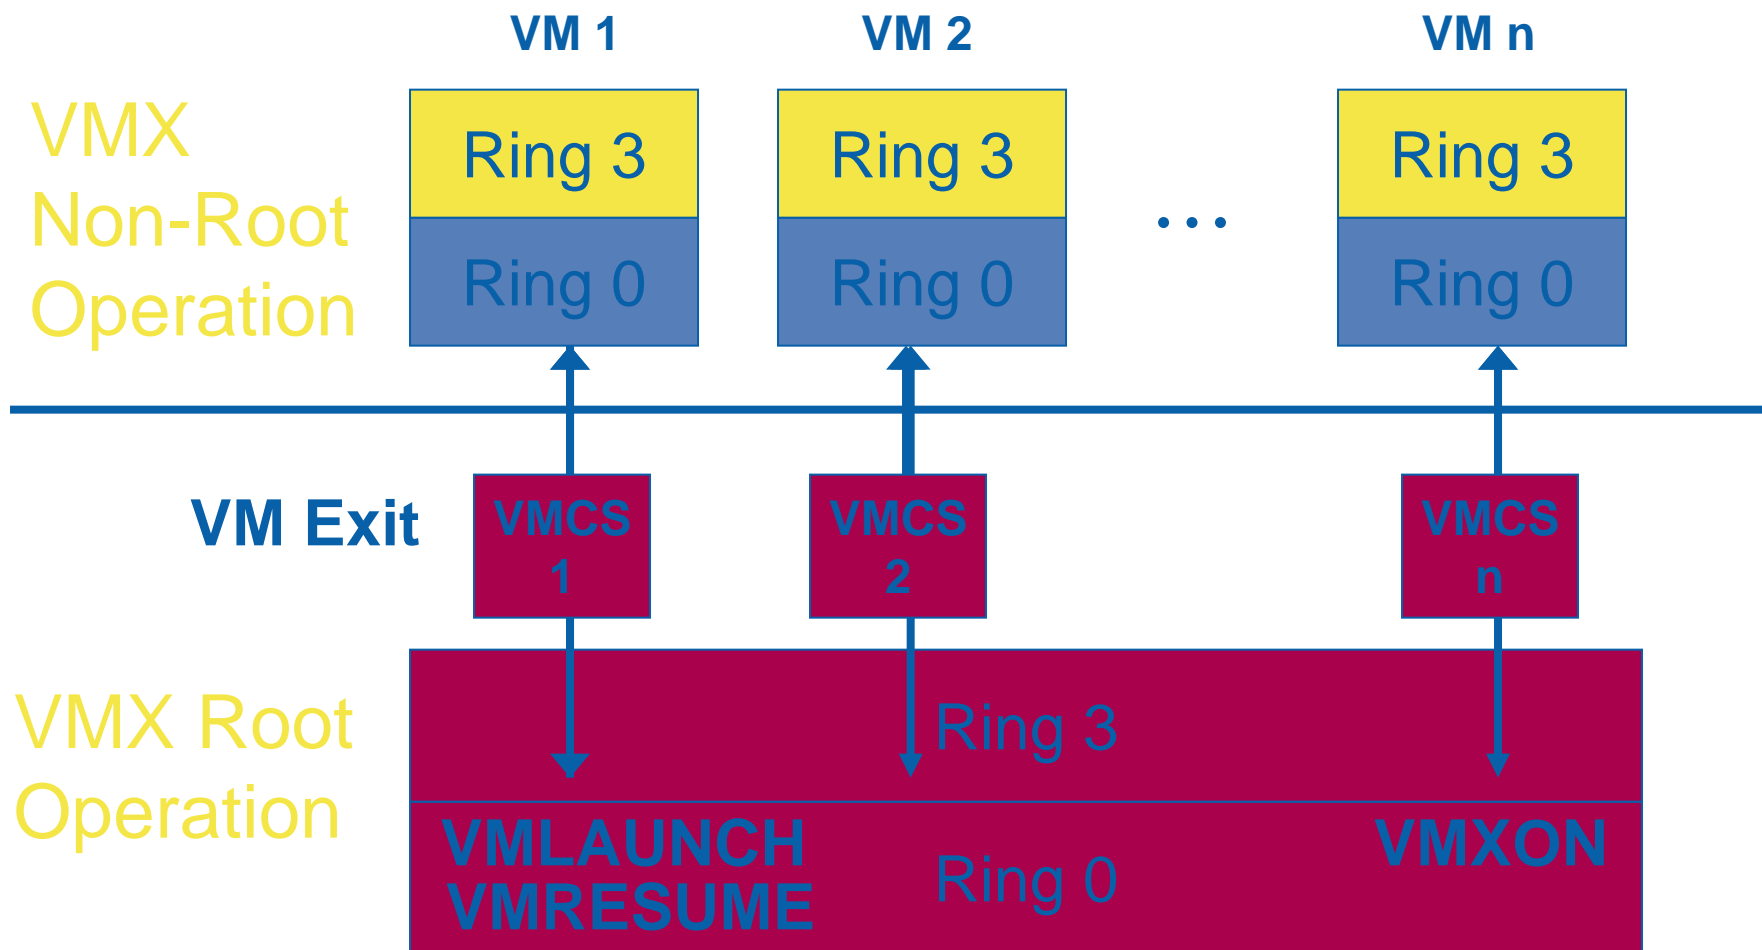 VM 1
VM 2
VM n
VMX
Non-Root
Operation
Ring 3
Ring 3
...
Ring 3
Ring 0
Ring 0
Ring 0
VM Exit
VMCS
1
VMCS
2
VMCS
n
VMX Root
Operation
Ring 3
VMLAUNCH
VMRESUME
Ring 0
VMXON